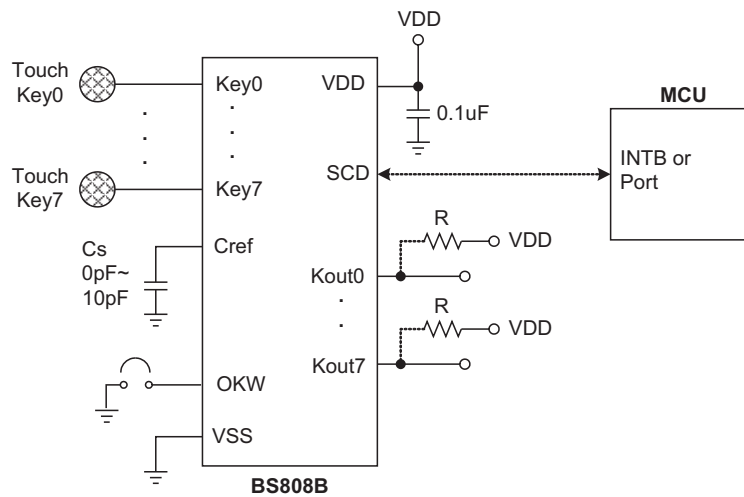 VDD
Touch
Key0
Key0
VDD
0.1uF
MCU
SCD
INTB or
Port
Touch
Key7
Key7
Cs
0pF~
10pF
Cref
R
VDD
Kout0
R
VDD
Kout7
OKW
VSS
BS808B